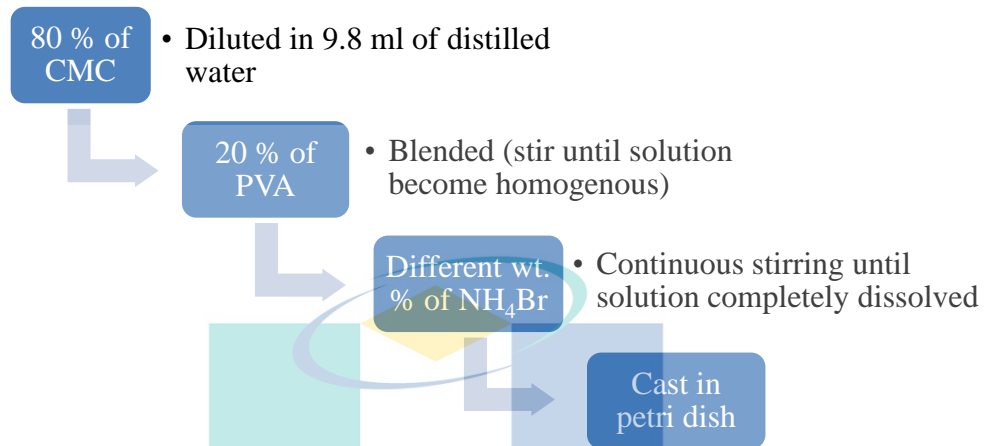 80 % of
CMC
• Diluted in 9.8 ml of distilled
water
20 % of
PVA
• Blended (stir until solution
become homogenous)
Different wt.
% of NH₄Br
• Continuous stirring until
solution completely dissolved
Cast in
petri dish